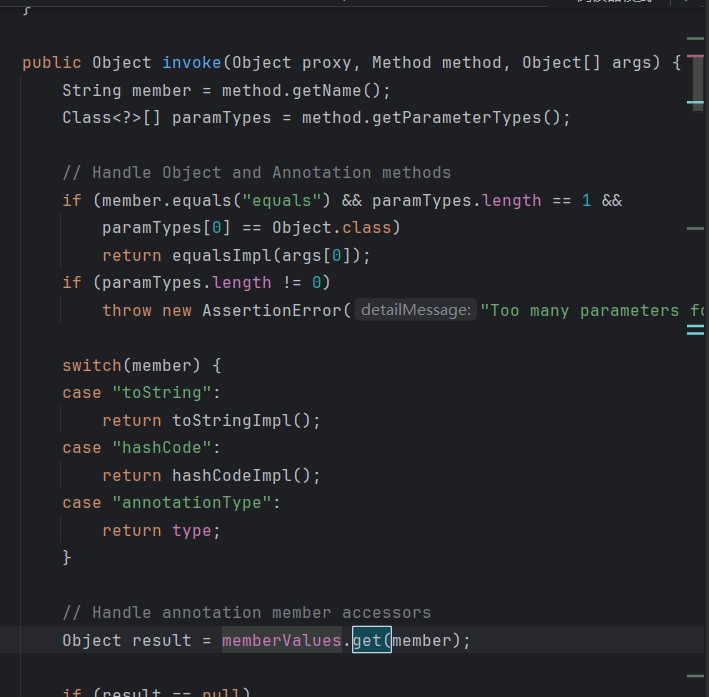 }
public Object invoke(Object proxy, Method method, Object[] args) {
String member = method.getName();
Class<?>[] paramTypes = method.getParameterTypes();
// Handle Object and Annotation methods
if (member.equals("equals") && paramTypes.length == 1 &&
paramTypes[0] == Object.class)
return equalsImpl(args[0]);
if (paramTypes.length != 0)
throw new AssertionError( detailMessage: "Too many parameters fo
switch(member) {
case "toString":
return toStringImpl();
case "hashCode":
return hashCodeImpl();
case "annotationType":
return type;
}
// Handle annotation member accessors
Object result = memberValues.get(member);
if (result == null)